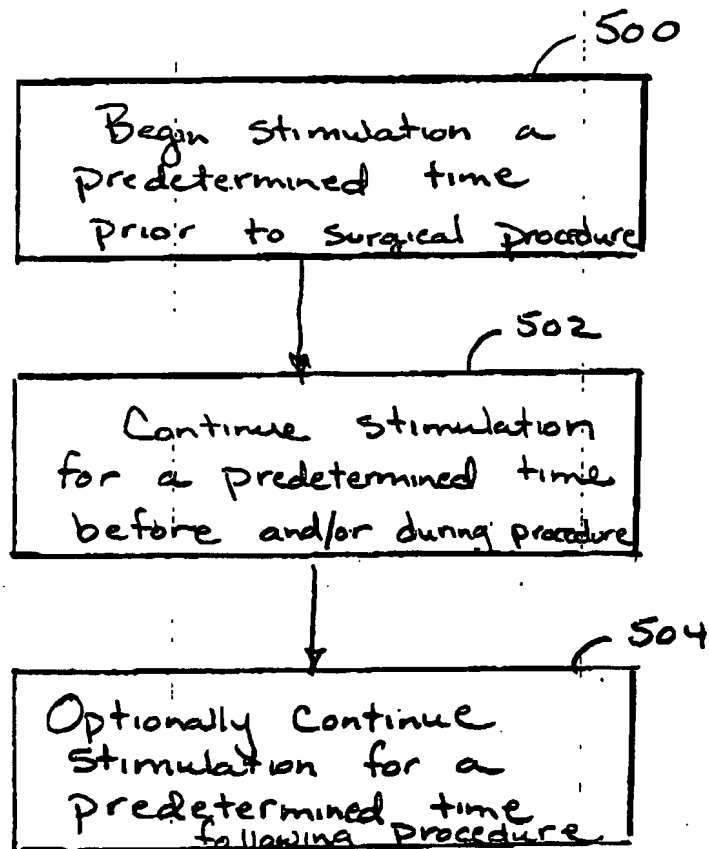 500
Begin stimulation a
predetermined time
prior to surgical procedure
502
Continue stimulation
for a predetermined time
before and/or during procedure
504
Optionally continue
stimulation for a
predetermined time
following procedure